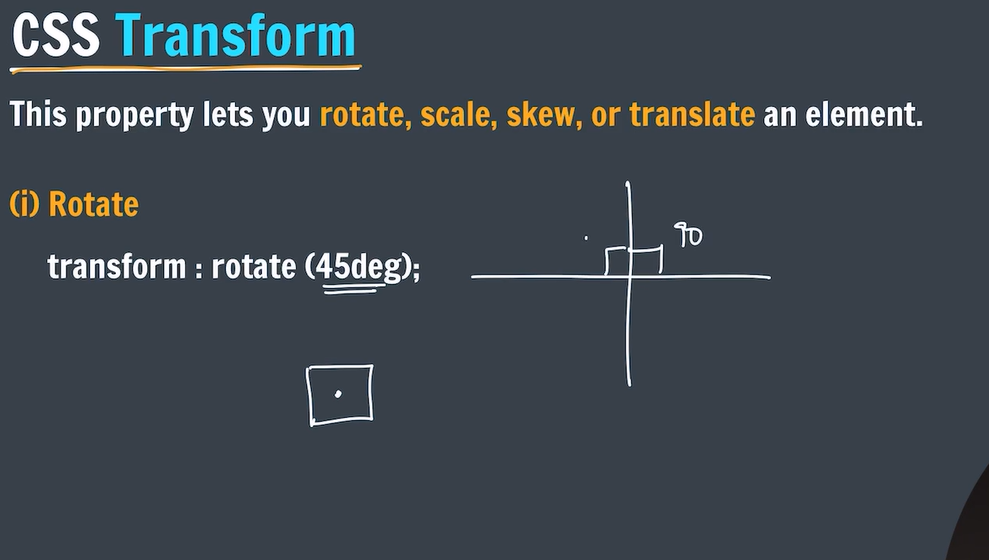 CSS Transform
This property lets you rotate, scale, skew, or translate an element.
(i) Rotate
transform : rotate (45deg);
90